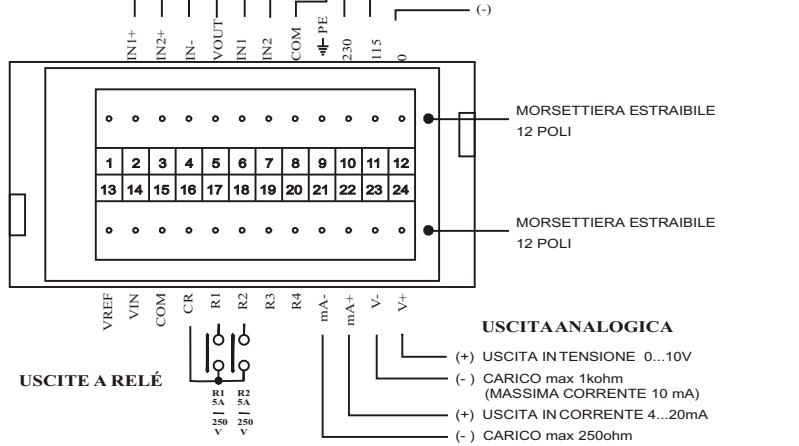 (-)
IN1+ IN2+ IN- VOUT IN1 IN2 COM PE 230 115 0
MORSETTIERA ESTRAIBILE
12 POLI
1 2 3 4 5 6 7 8 9 10 11 12
13 14 15 16 17 18 19 20 21 22 23 24
MORSETTIERA ESTRAIBILE
12 POLI
VREF VIN COM CR R1 R2 R3 R4 mA- mA+ V- V+
USCITA ANALOGICA
(+) USCITA IN TENSIONE 0...10V
(-) CARICO max 1kohm
(MASSIMA CORRENTE 10 mA)
(+) USCITA IN CORRENTE 4...20mA
(-) CARICO max 250ohm
USCITE A RELÉ
R1 R2
5A 5A
250 250
V V